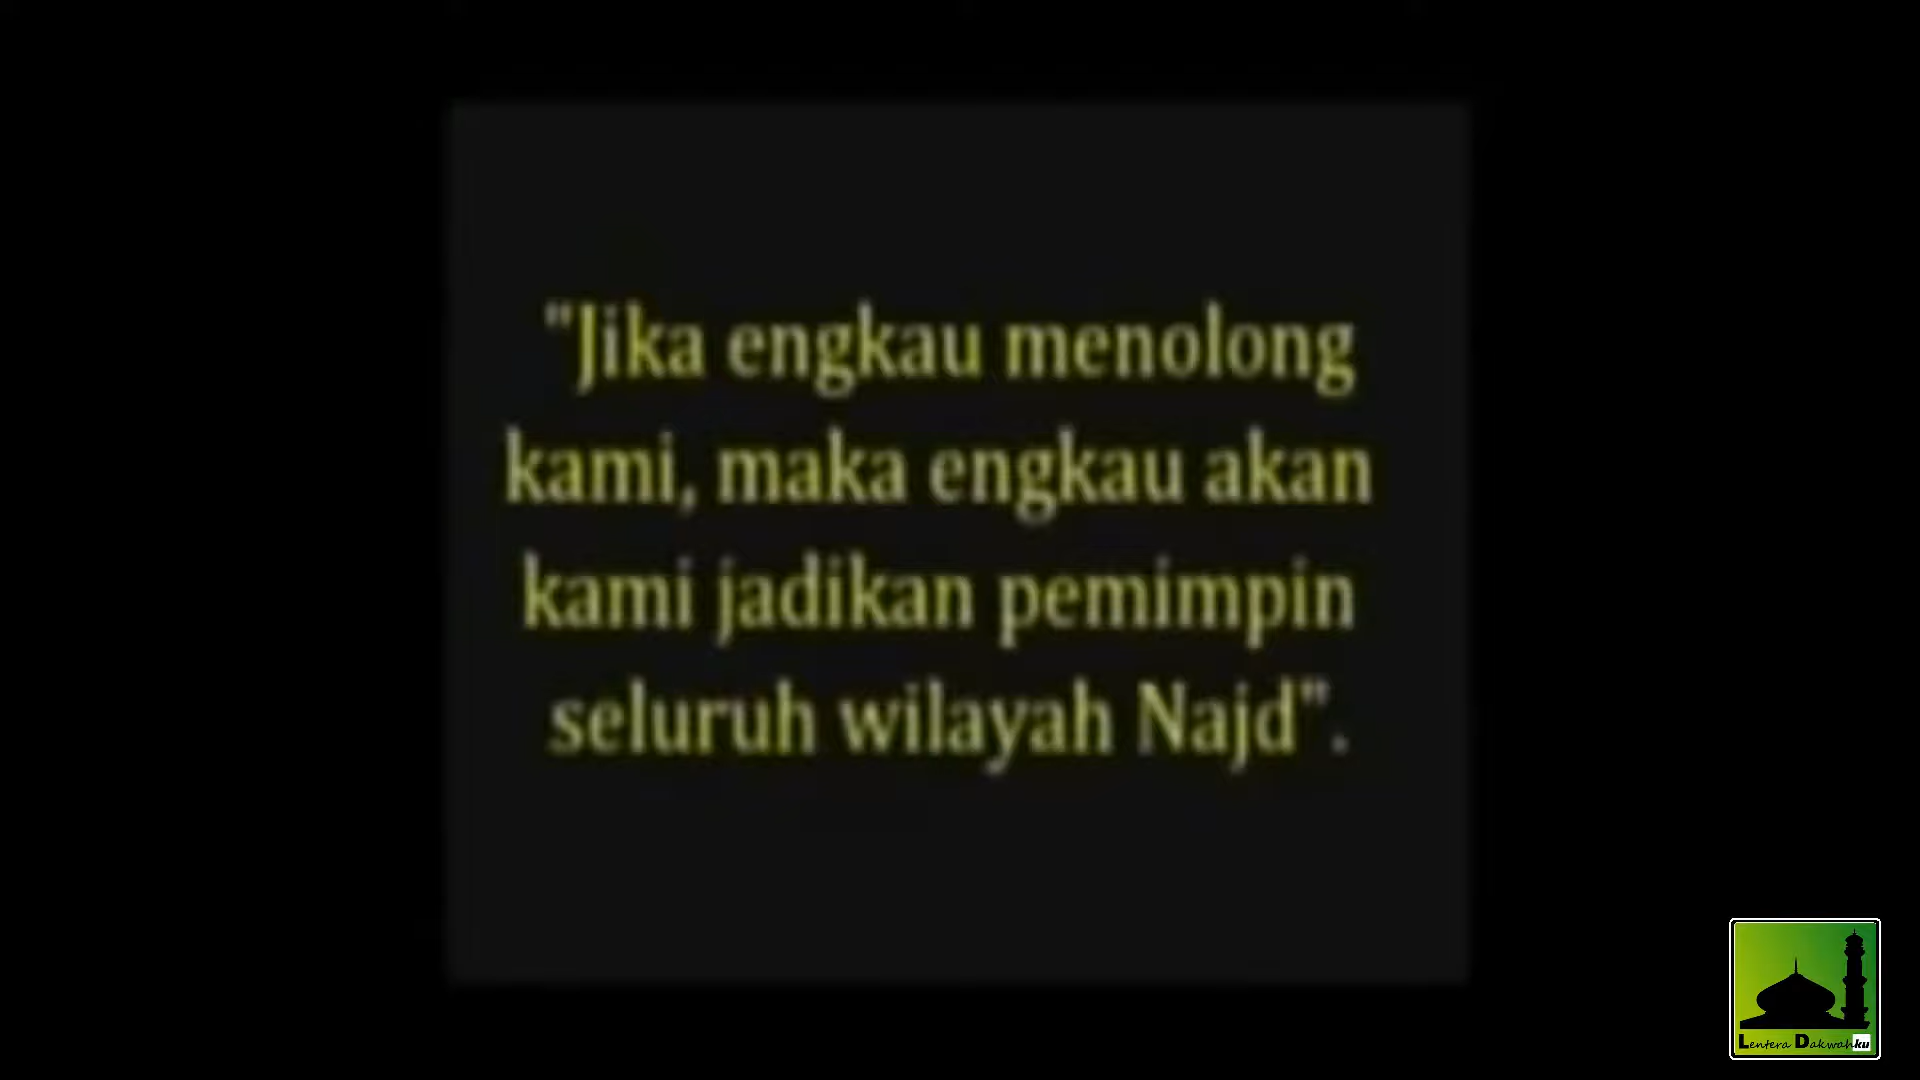 "Jika engkau menolong
kami, maka engkau akan
kami jadikan pemimpin
seluruh wilayah Najd".
Lentera Dakwahku